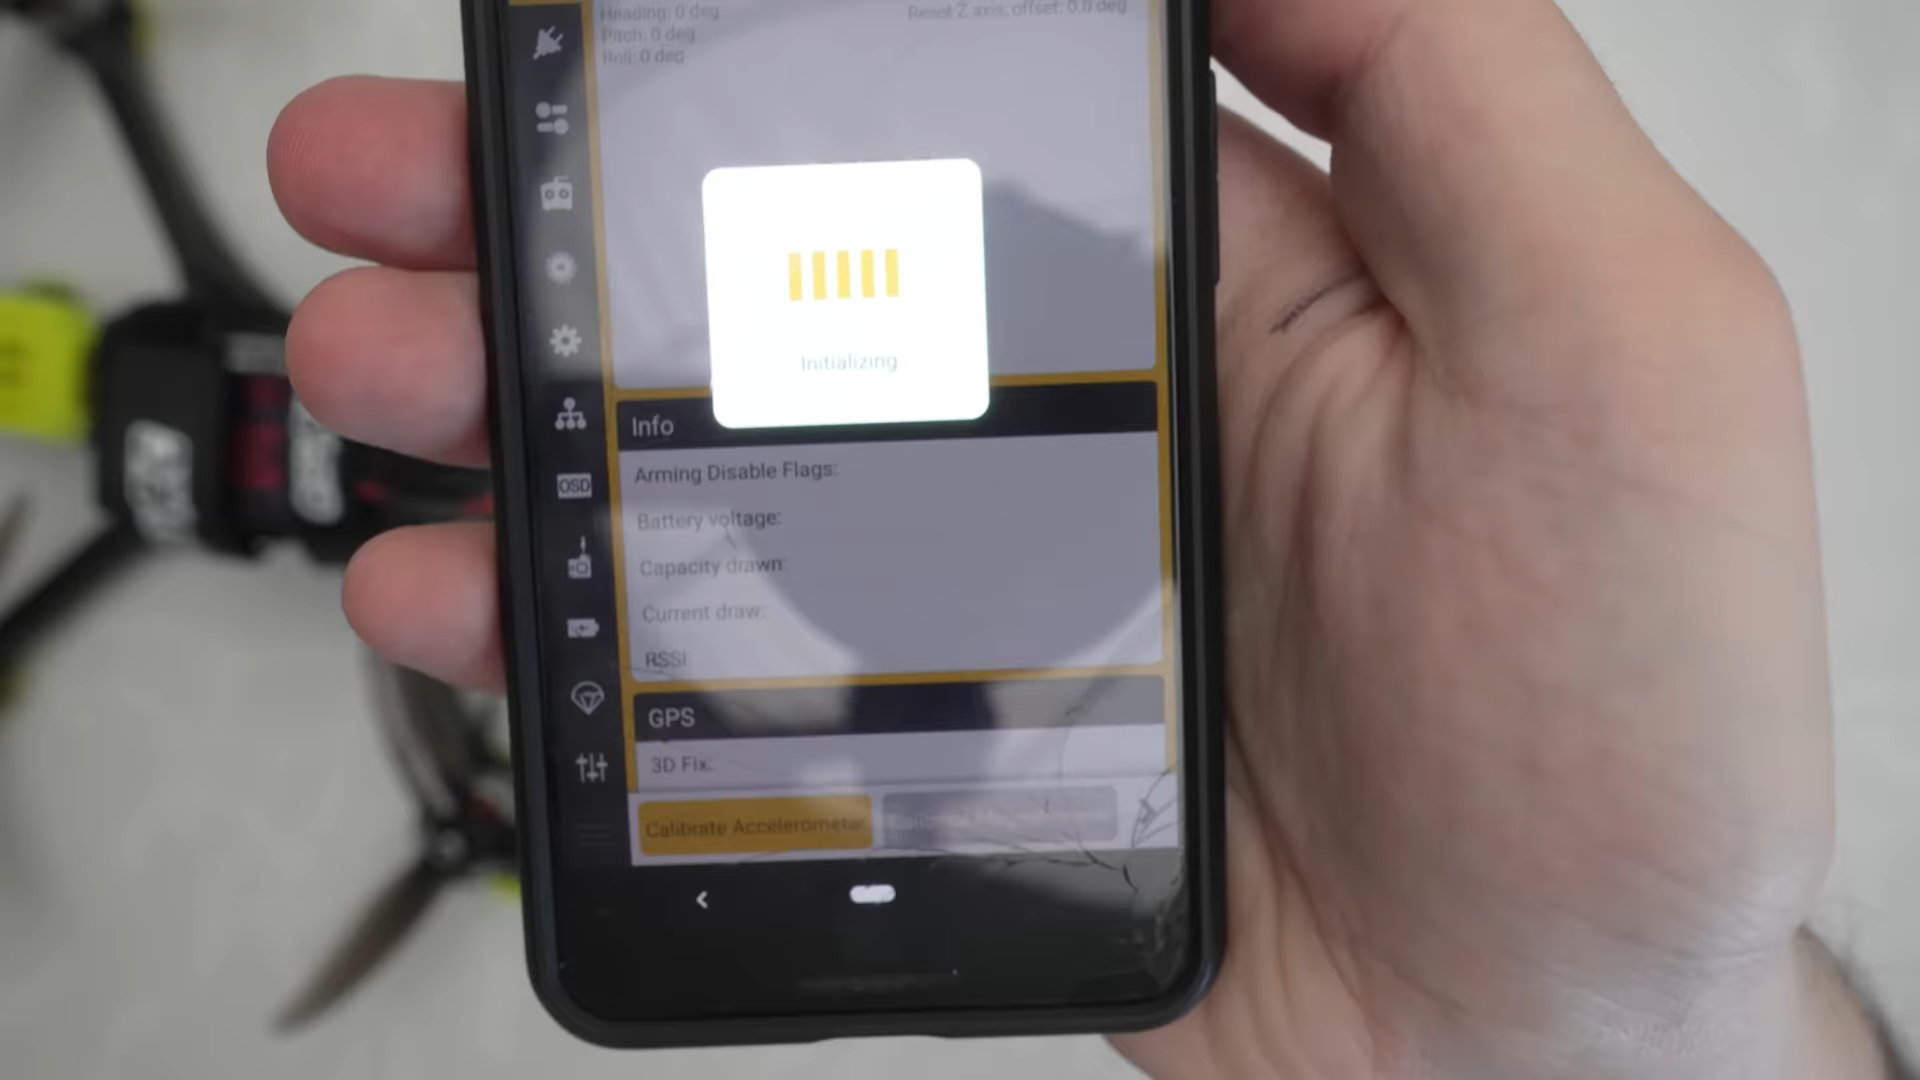 Heading: 0 deg
Reset Z axis, offset: 0.0 deg
Pitch: 0 deg
Roll: 0 deg
Initializing
Info
Arming Disable Flags:
Battery voltage:
Capacity drawn:
Current draw:
RSSI
GPS
3D Fix:
Calibrate Accelerometer
OSD